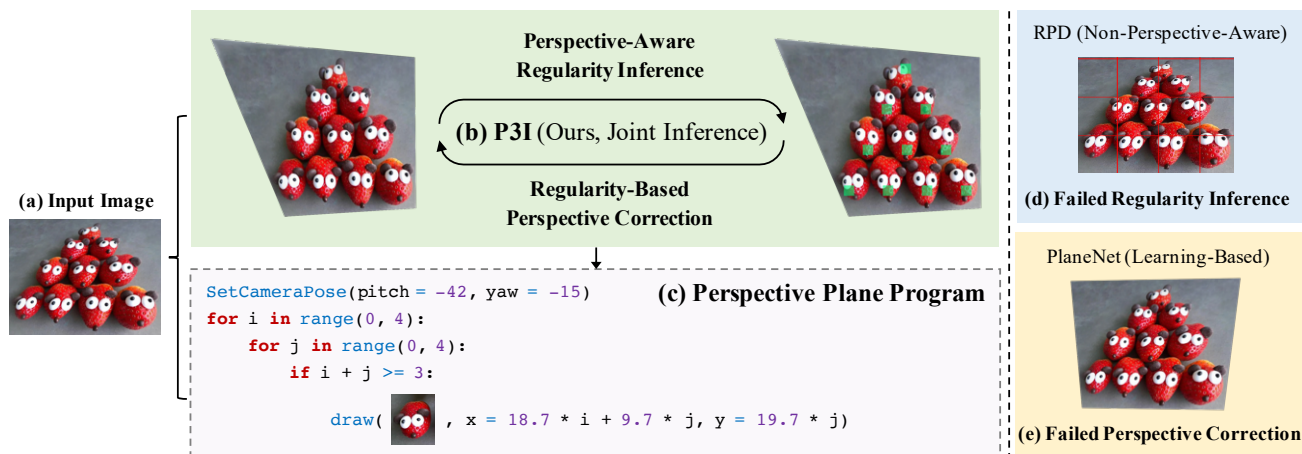 (a) Input Image
Perspective-Aware
Regularity Inference
(b) P3I (Ours, Joint Inference)
Regularity-Based
Perspective Correction
SetCameraPose(pitch = -42, yaw = -15)
(c) Perspective Plane Program
for i in range(0, 4):
for j in range(0, 4):
if i + j >= 3:
draw( , x = 18.7 * i + 9.7 * j, y = 19.7 * j)
RPD (Non-Perspective-Aware)
(d) Failed Regularity Inference
PlaneNet (Learning-Based)
(e) Failed Perspective Correction